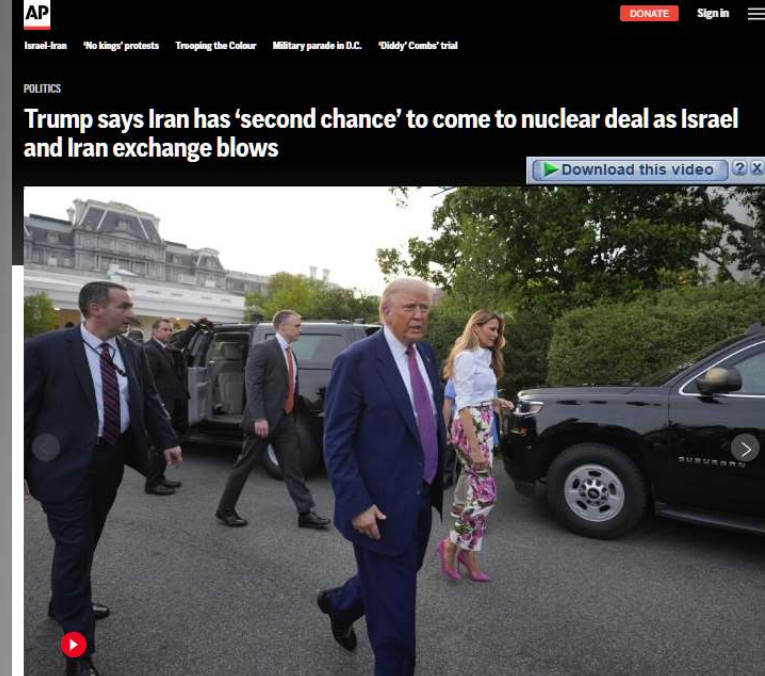 AP
DONATE Sign in
Israel-Iran 'No kings' protests Trooping the Colour Military parade in D.C. 'Diddy' Combs' trial
POLITICS
Trump says Iran has ‘second chance’ to come to nuclear deal as Israel
and Iran exchange blows
Download this video ? X
SUBURBAN